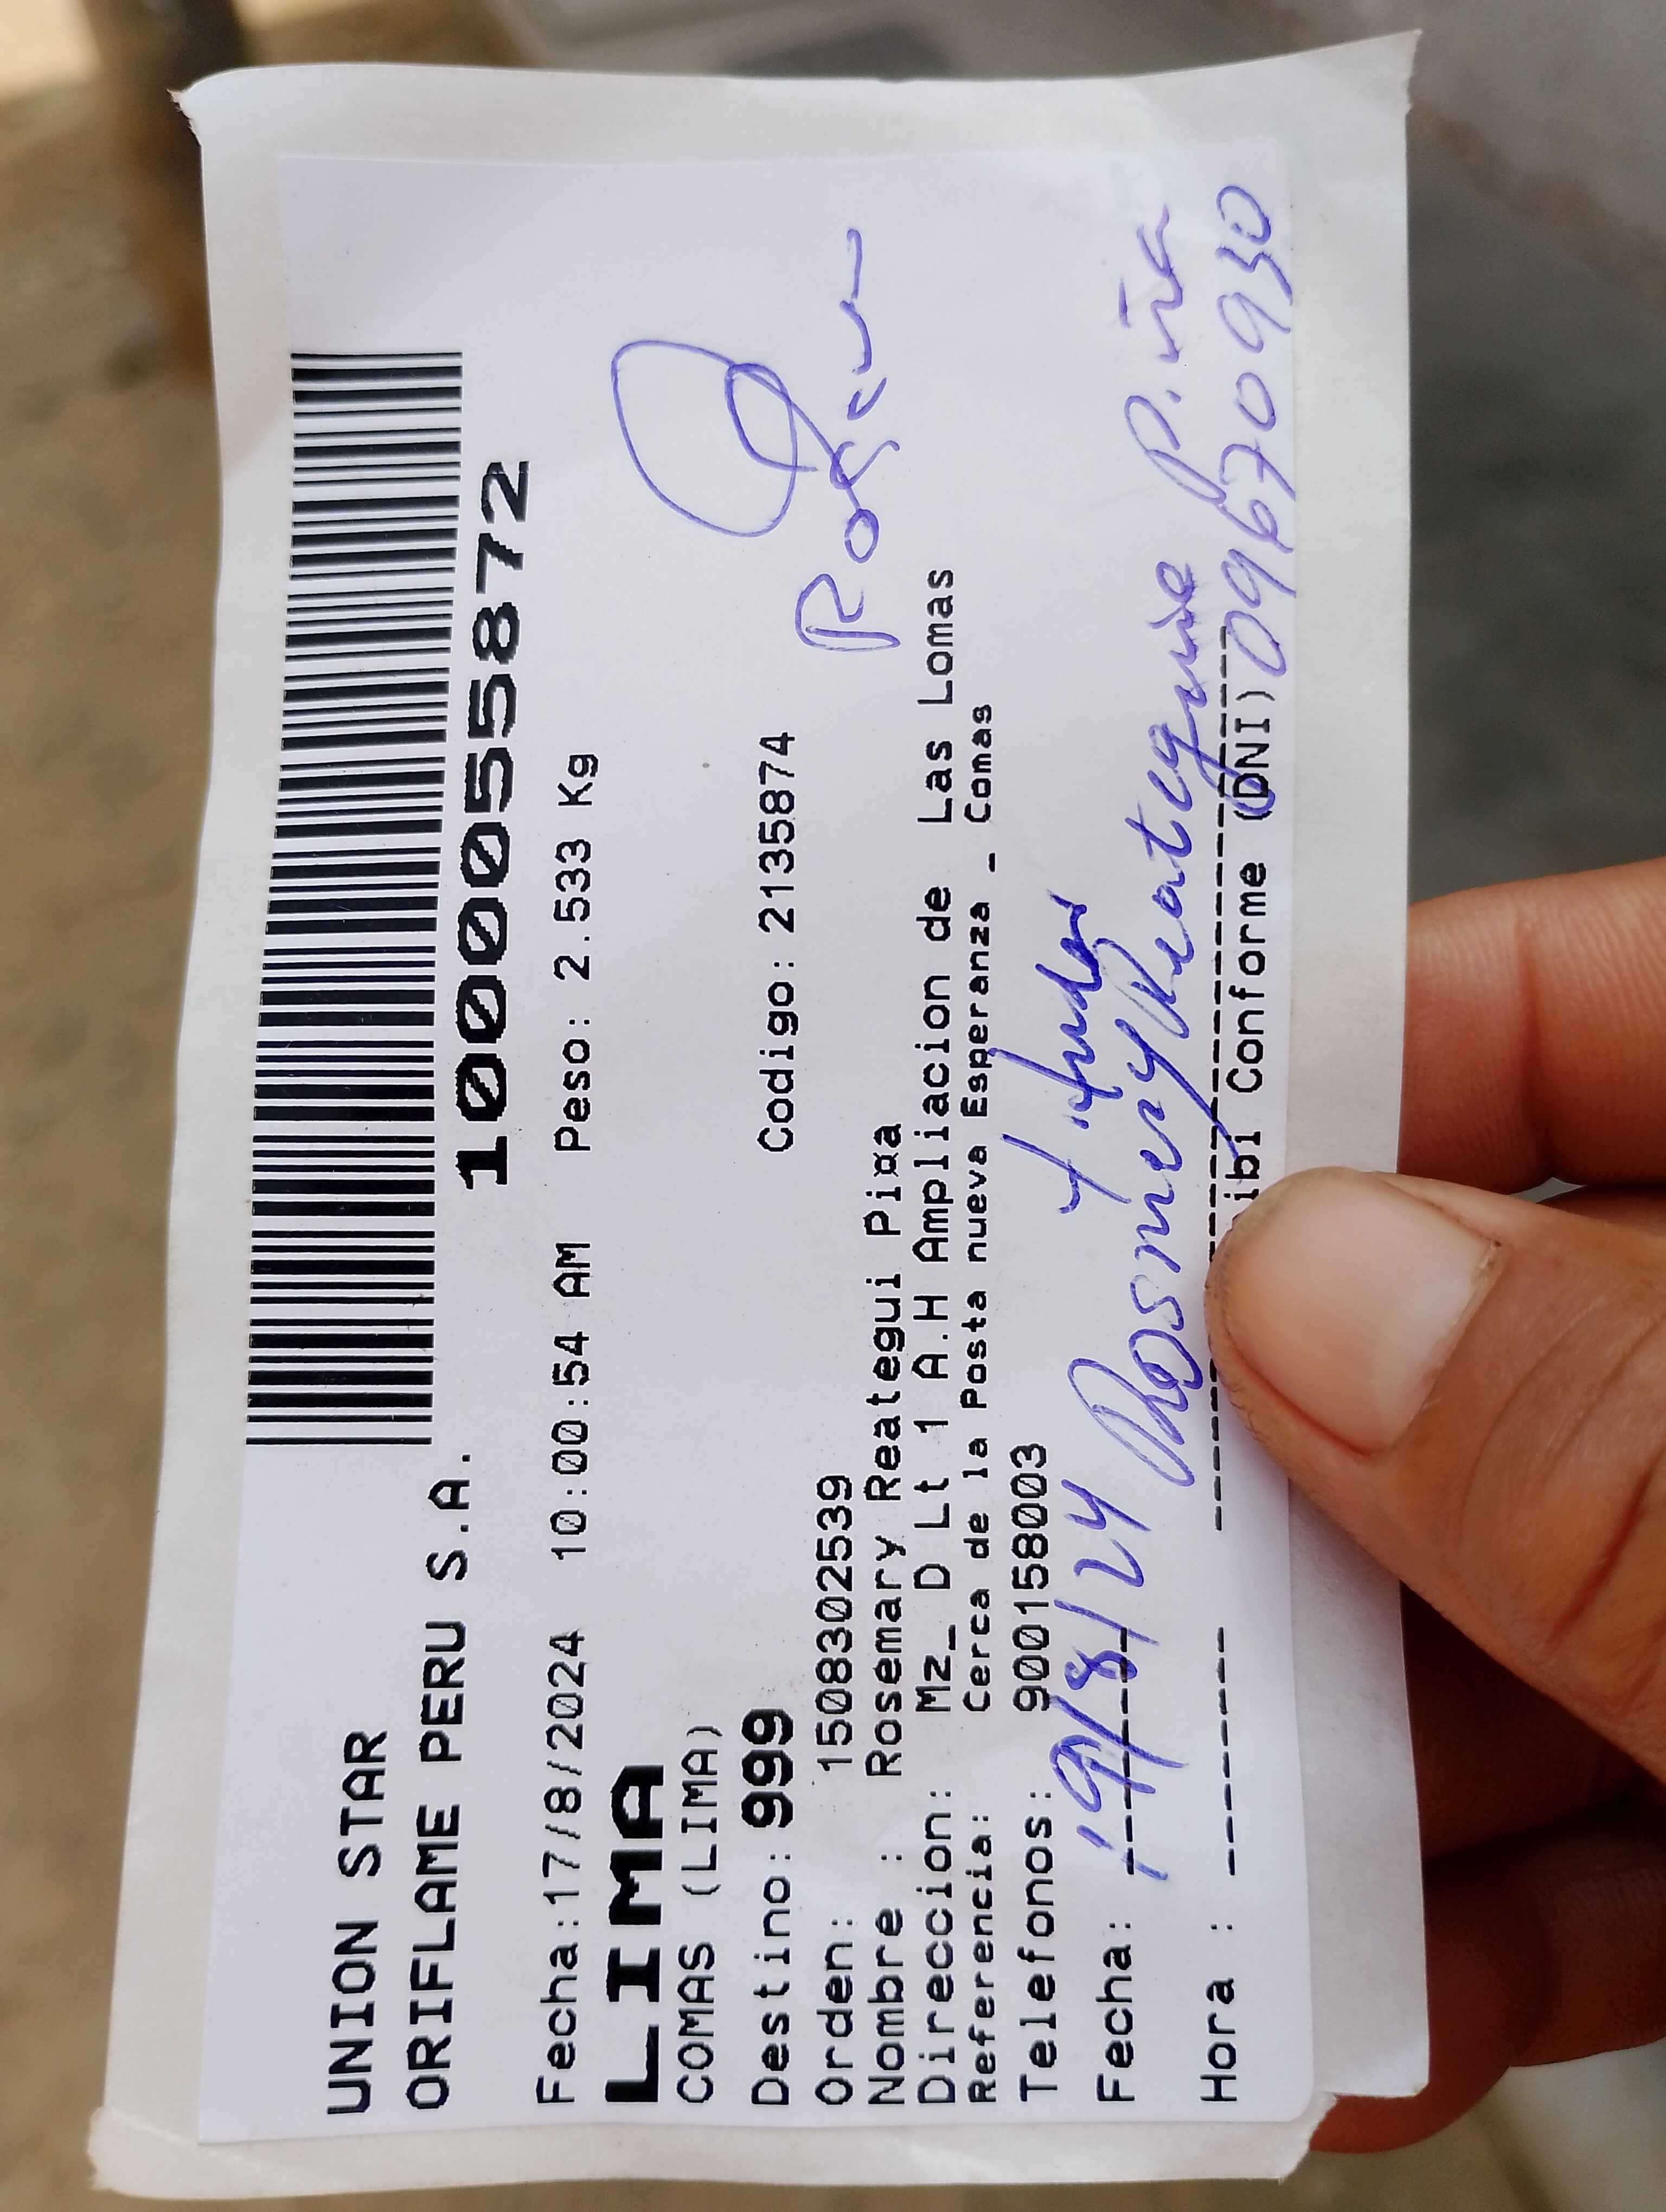 UNION STAR
ORIFLAME PERU S.A.
10005872
Fecha:17/8/2024 10:00:54 AM Peso: 2.533 Kg
LIMA
COMAS (LIMA)
Destino: 999 Codigo: 2135874
Orden: 1508302539
Nombre : Rosemary Reategui Pi¤a
Direccion: Mz_ D Lt 1 A.H Ampliacion de Las Lomas
Referencia: Cerca de la Posta nueva Esperanza - Comas
Telefonos: 900158003
Fecha: 19/8/24 Rosmery Reateguie Piña
Hora : ibi Conforme (DNI) 09670930